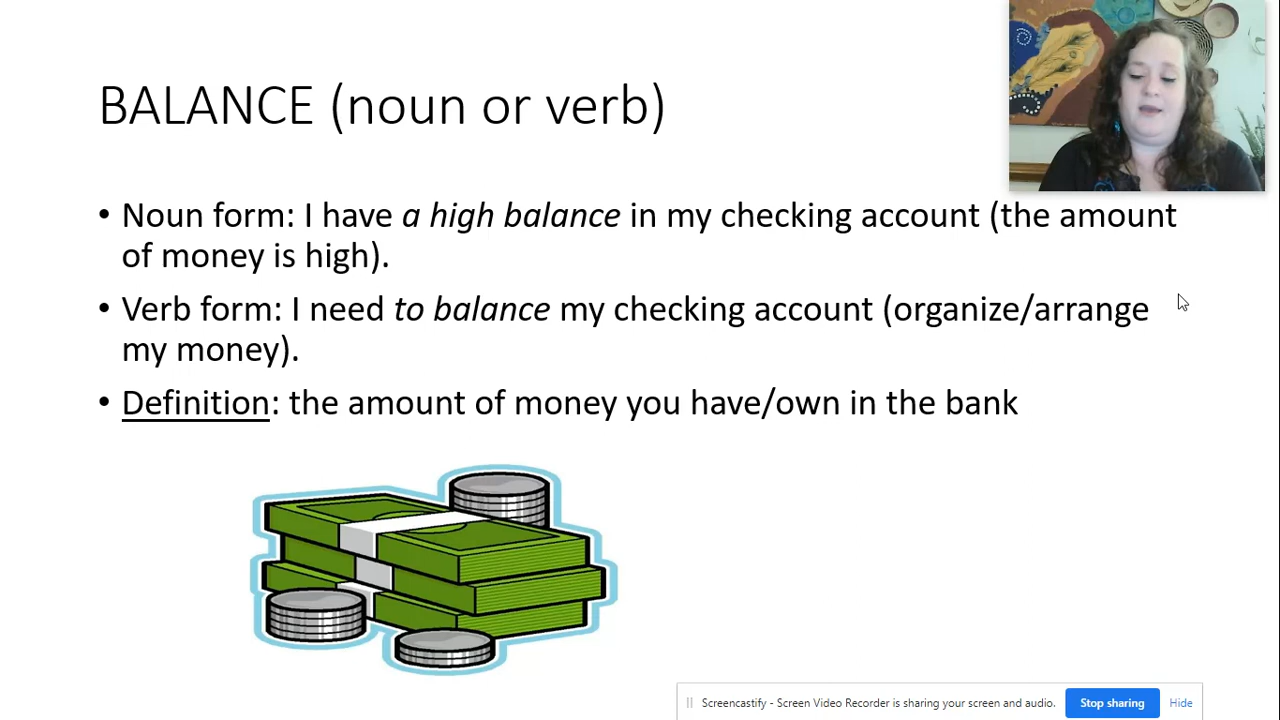 BALANCE (noun or verb)
• Noun form: I have a high balance in my checking account (the amount
of money is high).
• Verb form: I need to balance my checking account (organize/arrange
my money).
• Definition: the amount of money you have/own in the bank
Screencastify - Screen Video Recorder is sharing your screen and audio. Stop sharing Hide